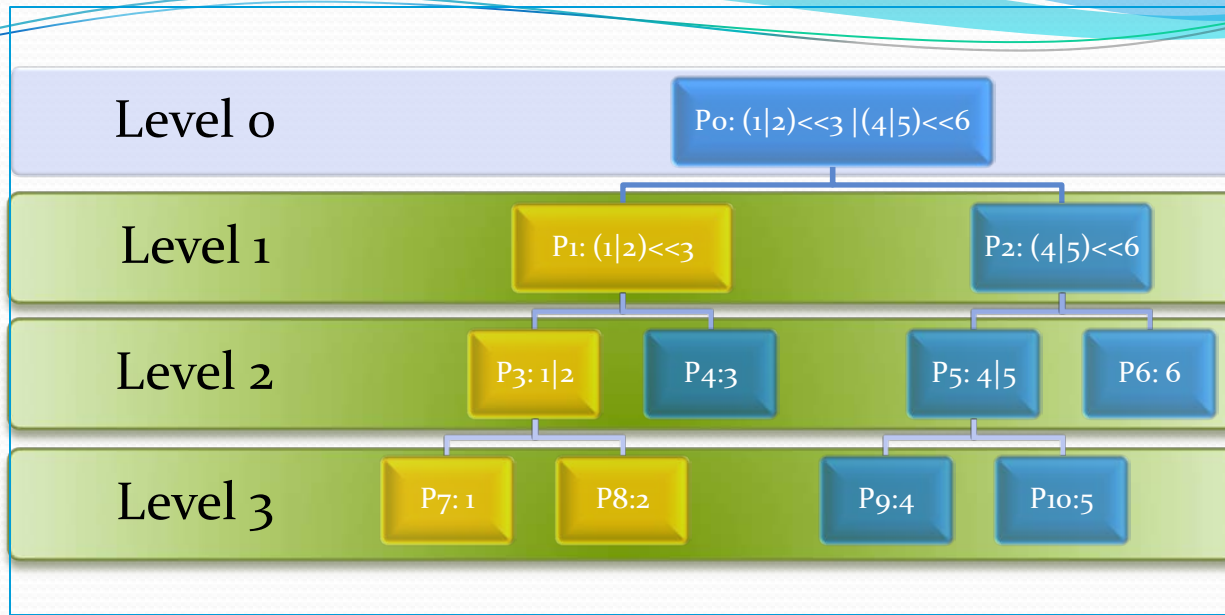 Level 0
P0: (1|2)<<3 |(4|5)<<6
Level 1
P1: (1|2)<<3
P2: (4|5)<<6
Level 2
P3: 1|2
P4:3
P5: 4|5
P6: 6
Level 3
P7: 1
P8:2
P9:4
P10:5